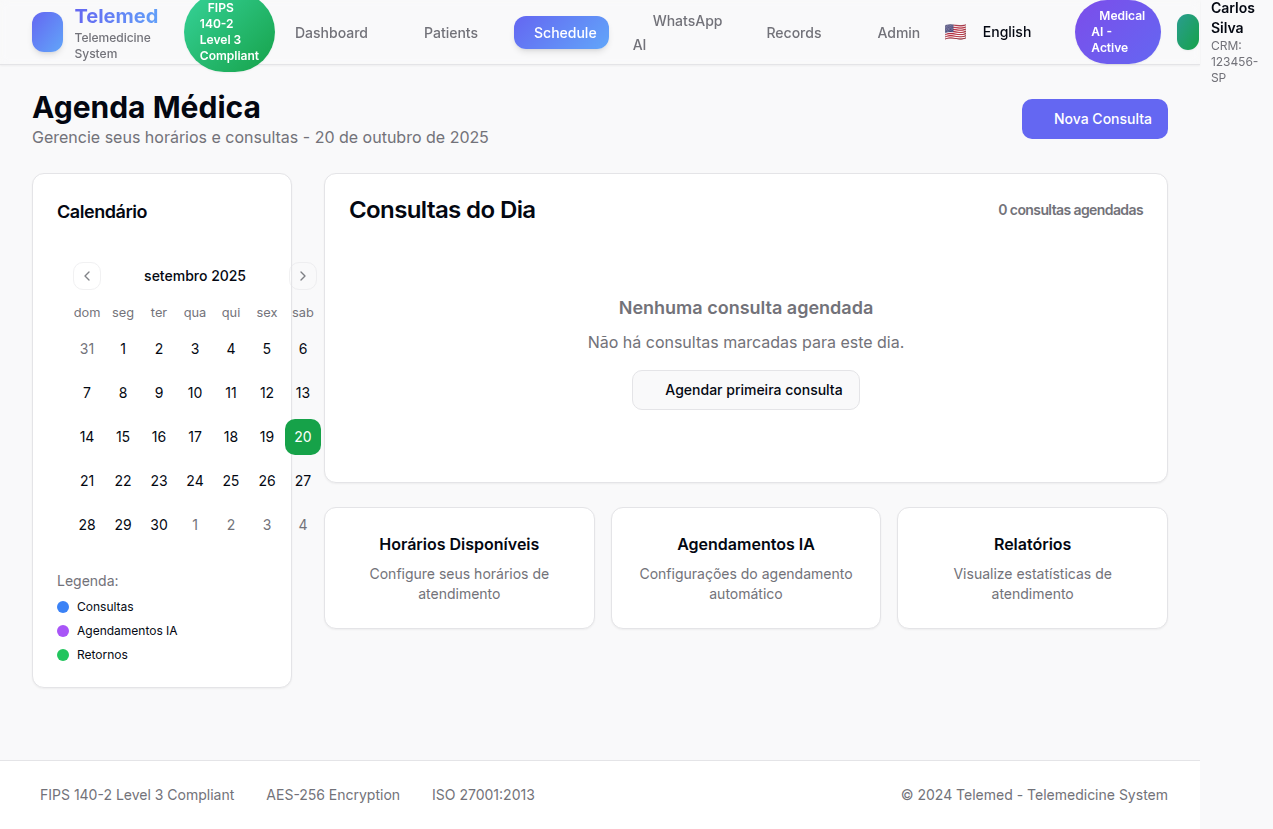 Telemed
Telemedicine
System
FIPS
140-2
Level 3
Compliant
Dashboard
Patients
Schedule
WhatsApp
AI
Records
Admin
🇺🇸 English
Medical
AI -
Active
Carlos
Silva
CRM:
123456-
SP
Agenda Médica
Gerencie seus horários e consultas - 20 de outubro de 2025
Nova Consulta
Calendário
setembro 2025
dom seg ter qua qui sex sab
31 1 2 3 4 5 6
7 8 9 10 11 12 13
14 15 16 17 18 19 20
21 22 23 24 25 26 27
28 29 30 1 2 3 4
Legenda:
Consultas
Agendamentos IA
Retornos
Consultas do Dia
0 consultas agendadas
Nenhuma consulta agendada
Não há consultas marcadas para este dia.
Agendar primeira consulta
Horários Disponíveis
Configure seus horários de
atendimento
Agendamentos IA
Configurações do agendamento
automático
Relatórios
Visualize estatísticas de
atendimento
FIPS 140-2 Level 3 Compliant
AES-256 Encryption
ISO 27001:2013
© 2024 Telemed - Telemedicine System